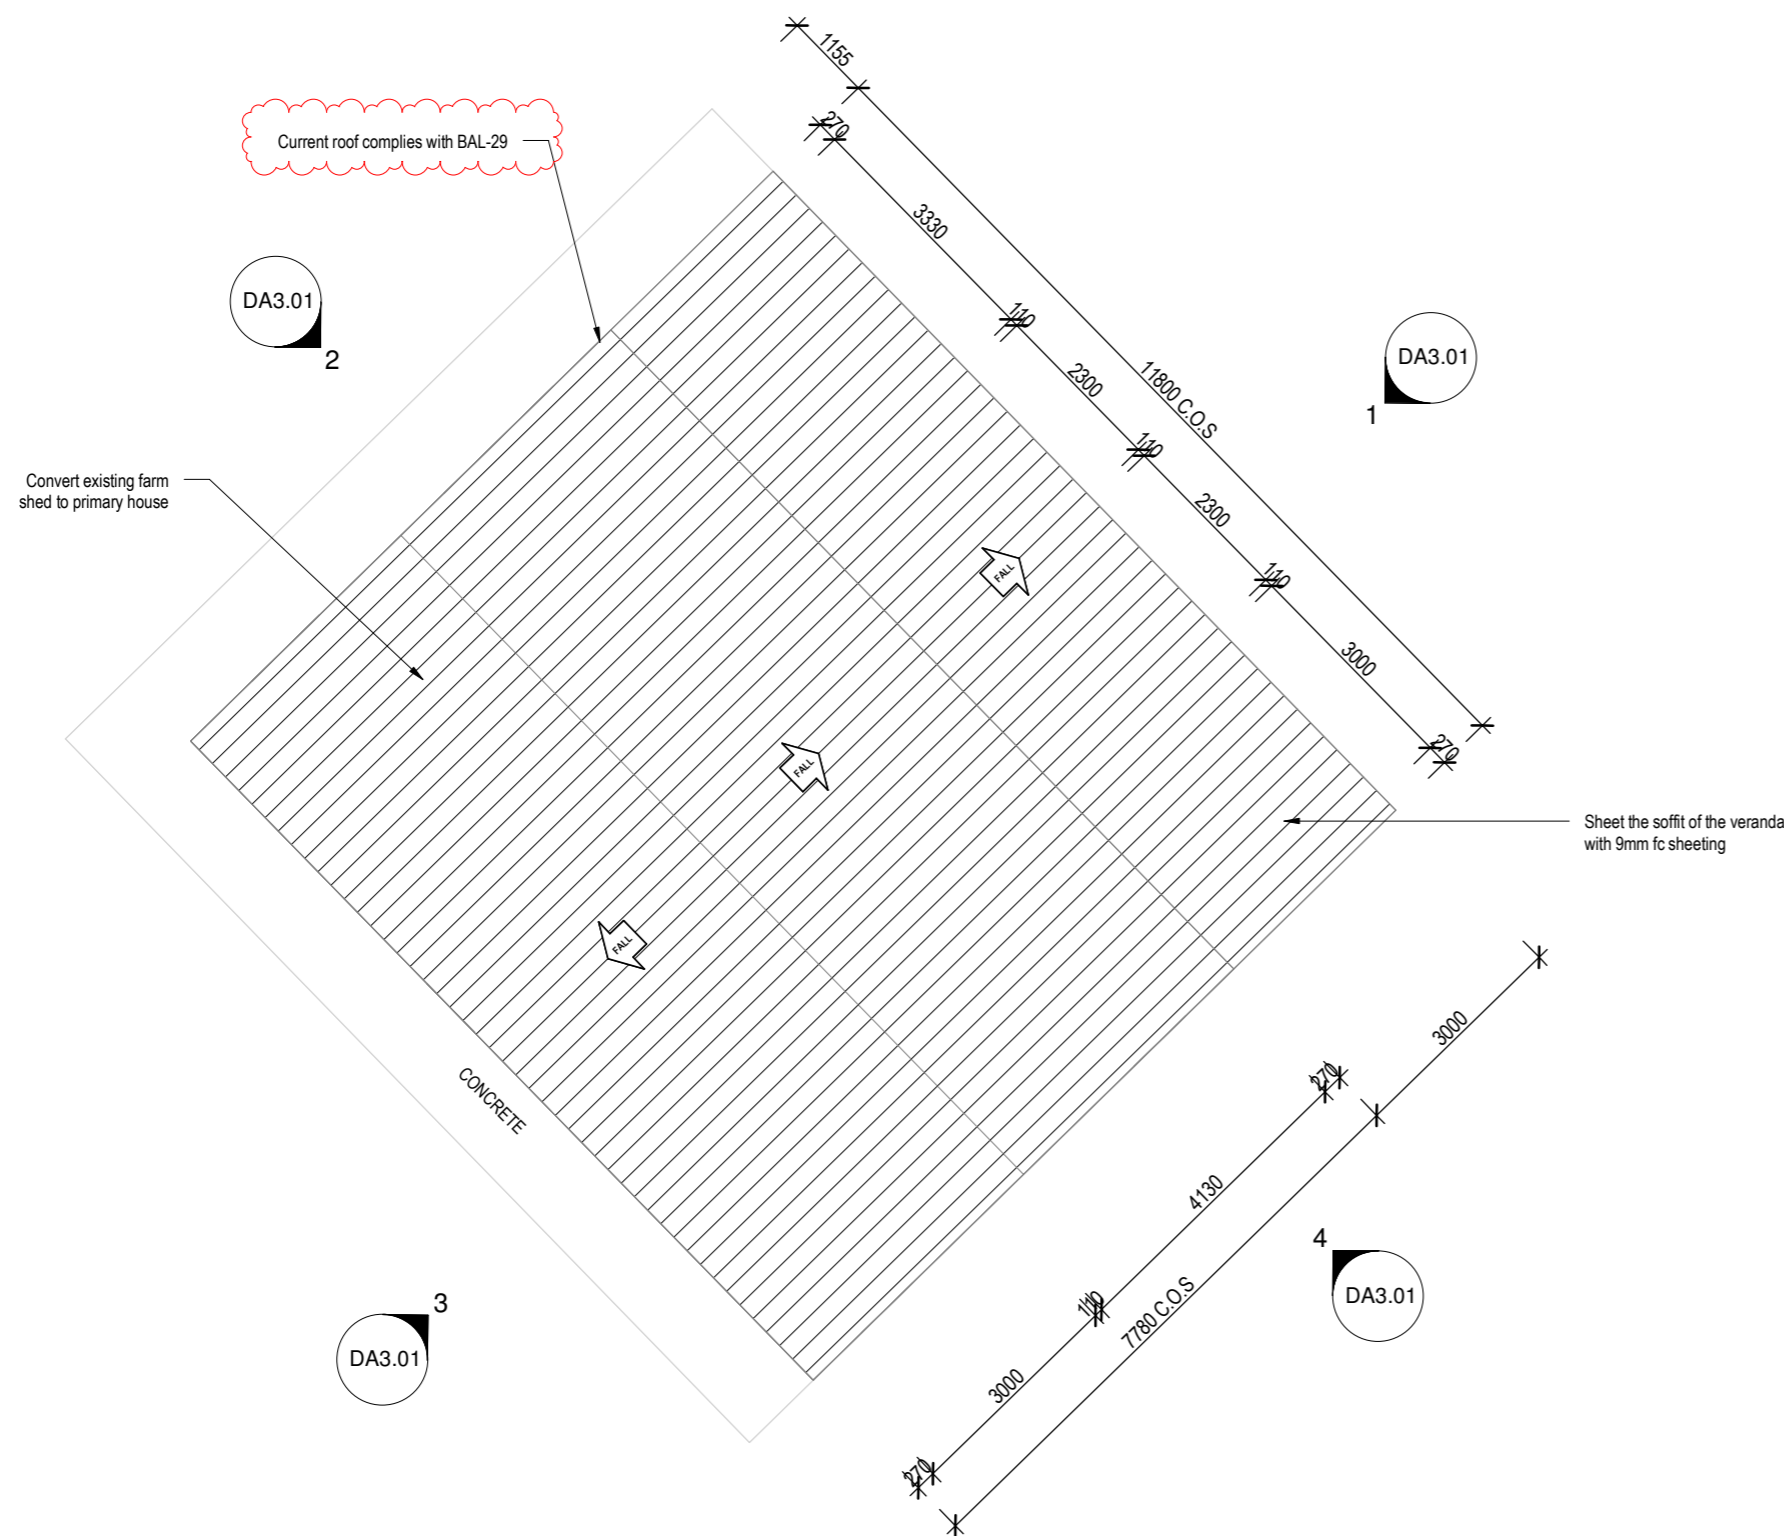 1155
270
Current roof complies with BAL-29
3330
DA3.01
2
110
2300
11800 C.O.S
DA3.01
1
110
2300
Convert existing farm
shed to primary house
FALL
110
3000
270
FALL
Sheet the soffit of the veranda
with 9mm fc sheeting
FALL
3000
CONCRETE
270
4130
4
DA3.01
110
7780 C.O.S
3
DA3.01
3000
270